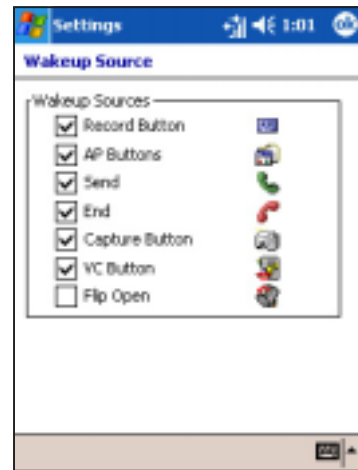 Settings 1:01 ok
Wakeup Source
Wakeup Sources
Record Button
AP Buttons
Send
End
Capture Button
VC Button
Flip Open